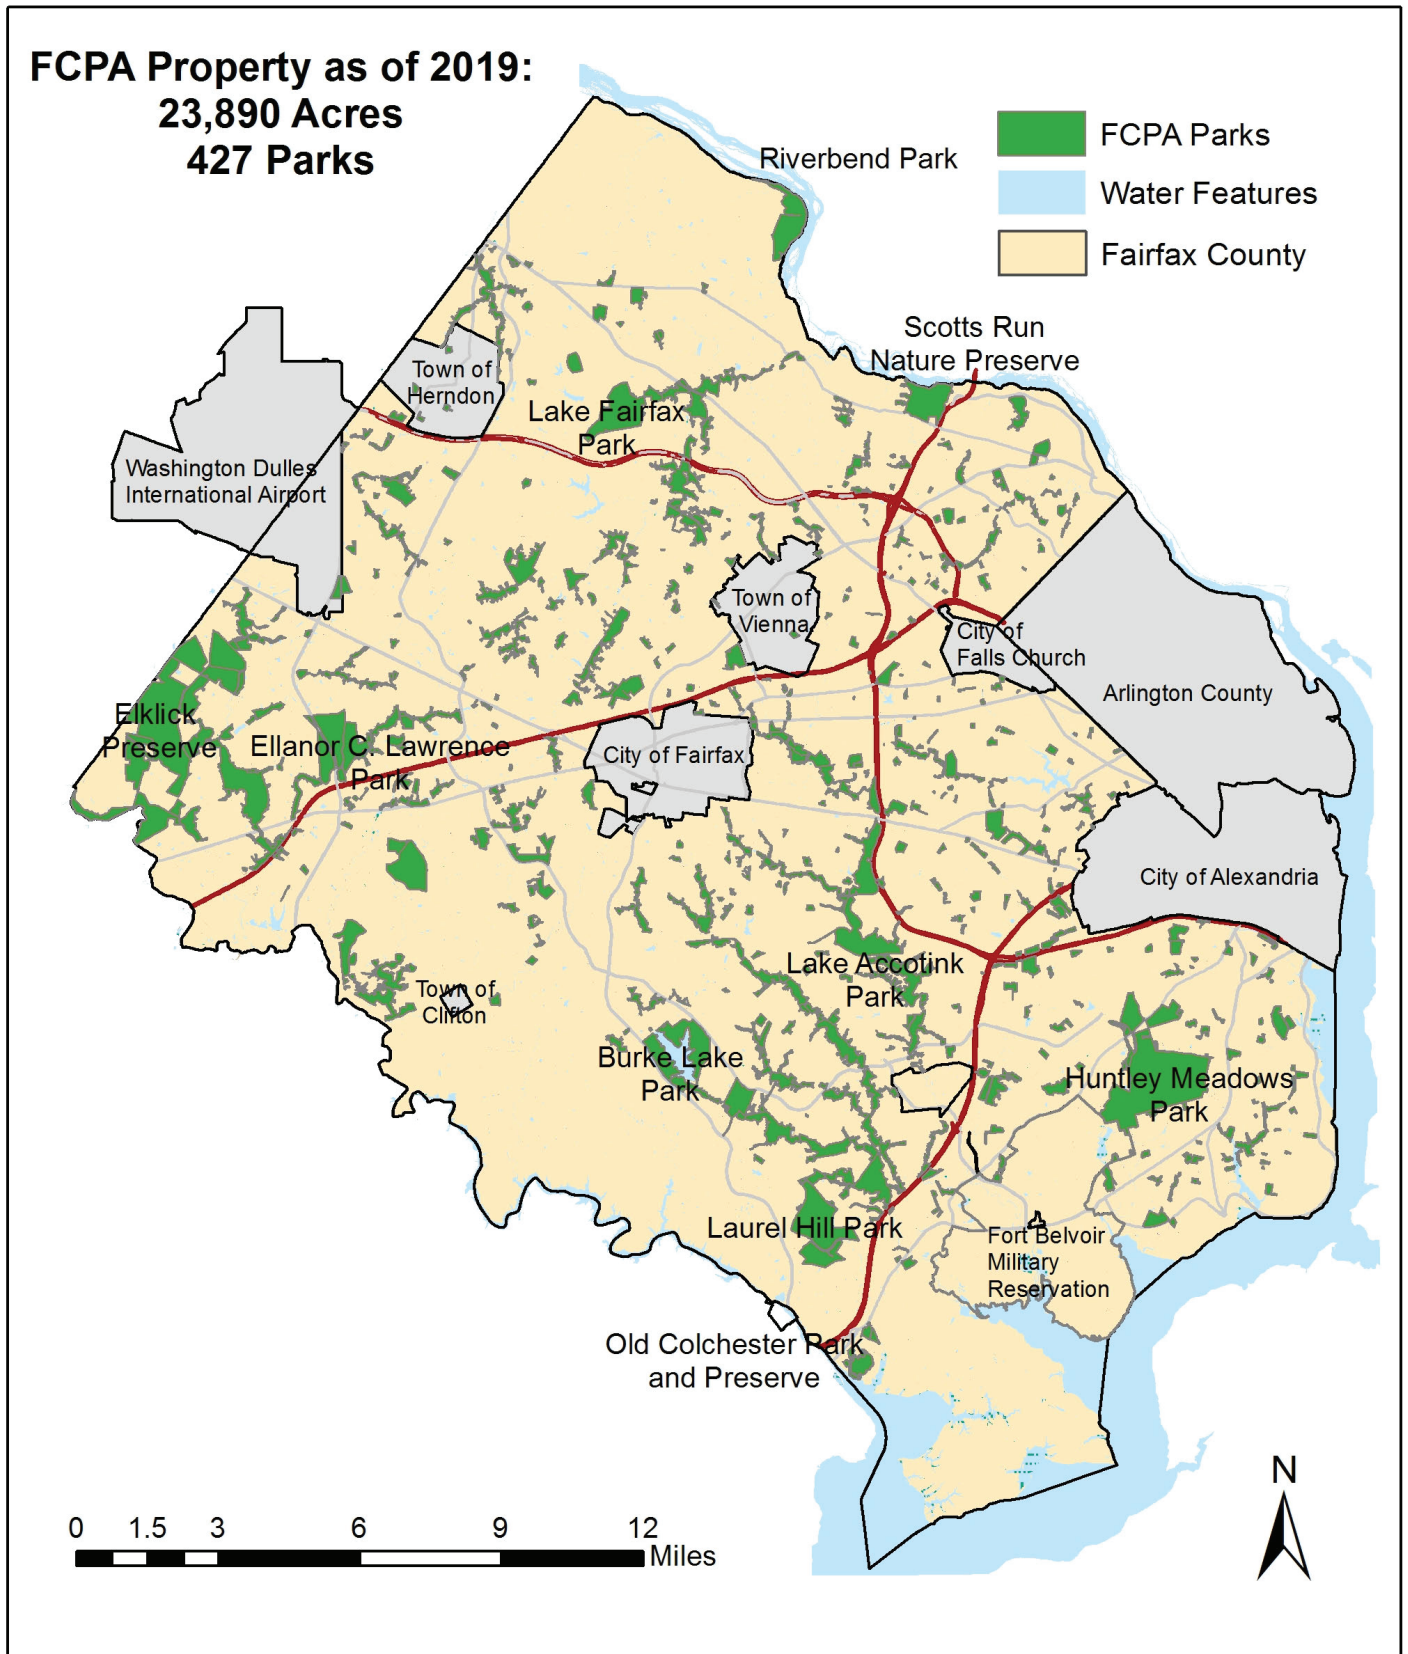 FCPA Property as of 2019:
23,890 Acres
427 Parks
FCPA Parks
Water Features
Fairfax County
Riverbend Park
Scotts Run
Nature Preserve
Town of
Herndon
Lake Fairfax
Park
Washington Dulles
International Airport
Town of
Vienna
City of
Falls Church
Arlington County
Elklick
Preserve
Ellanor C. Lawrence
Park
City of Fairfax
City of Alexandria
Lake Accotink
Park
Town of
Clifton
Burke Lake
Park
Huntley Meadows
Park
Laurel Hill Park
Fort Belvoir
Military
Reservation
Old Colchester Park
and Preserve
N
0 1.5 3 6 9 12
Miles